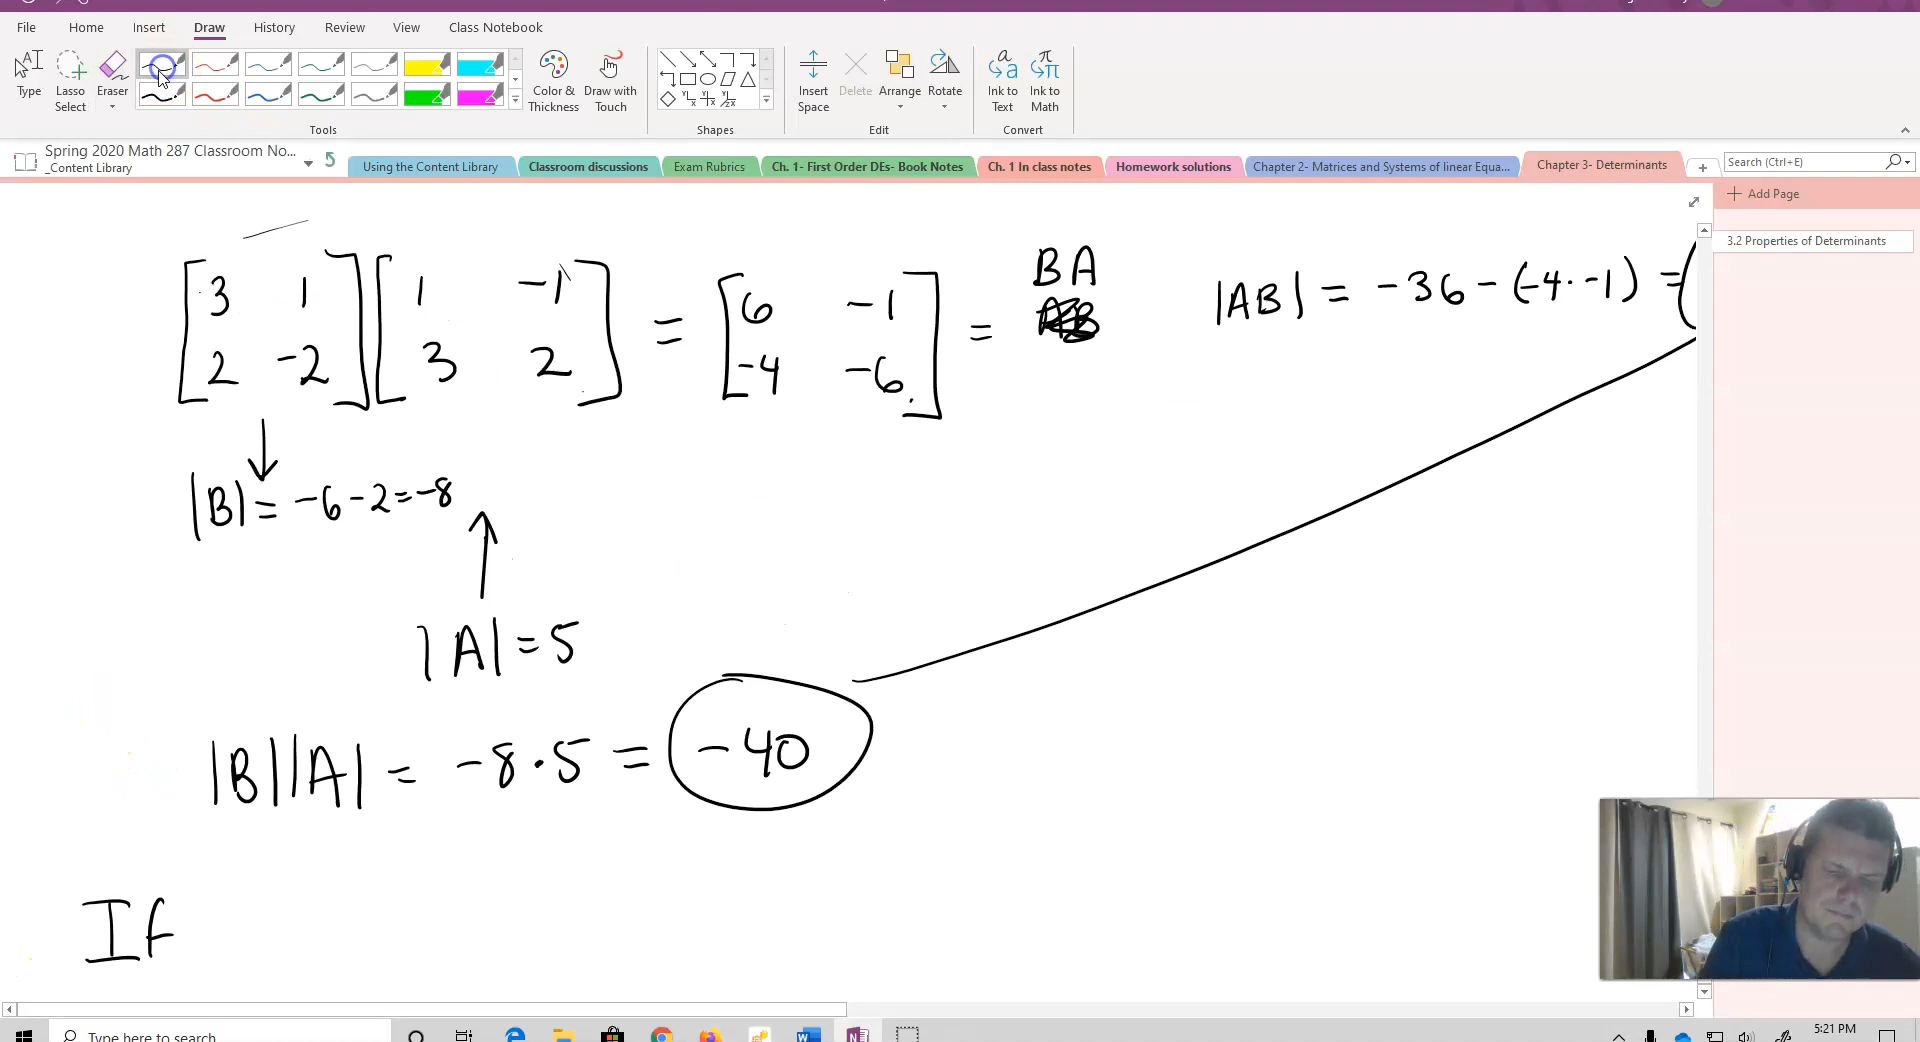 File Home Insert Draw History Review View Class Notebook
Type Lasso Select Eraser Color & Thickness Draw with Touch Insert Space Delete Arrange Rotate Ink to Text Ink to Math
Tools Shapes Edit Convert
Spring 2020 Math 287 Classroom No...
_Content Library
Using the Content Library Classroom discussions Exam Rubrics Ch. 1- First Order DEs- Book Notes Ch. 1 In class notes Homework solutions Chapter 2- Matrices and Systems of linear Equa... Chapter 3- Determinants Search (Ctrl+E)
Add Page
3.2 Properties of Determinants
[3 1 [1 -1 = [6 -1 = BA |AB| = -36 - (-4 · -1) =
2 -2] 3 2] -4 -6]
|B| = -6 - 2 = -8
|A| = 5
|B||A| = -8 · 5 = -40
If
Type here to search
5:21 PM